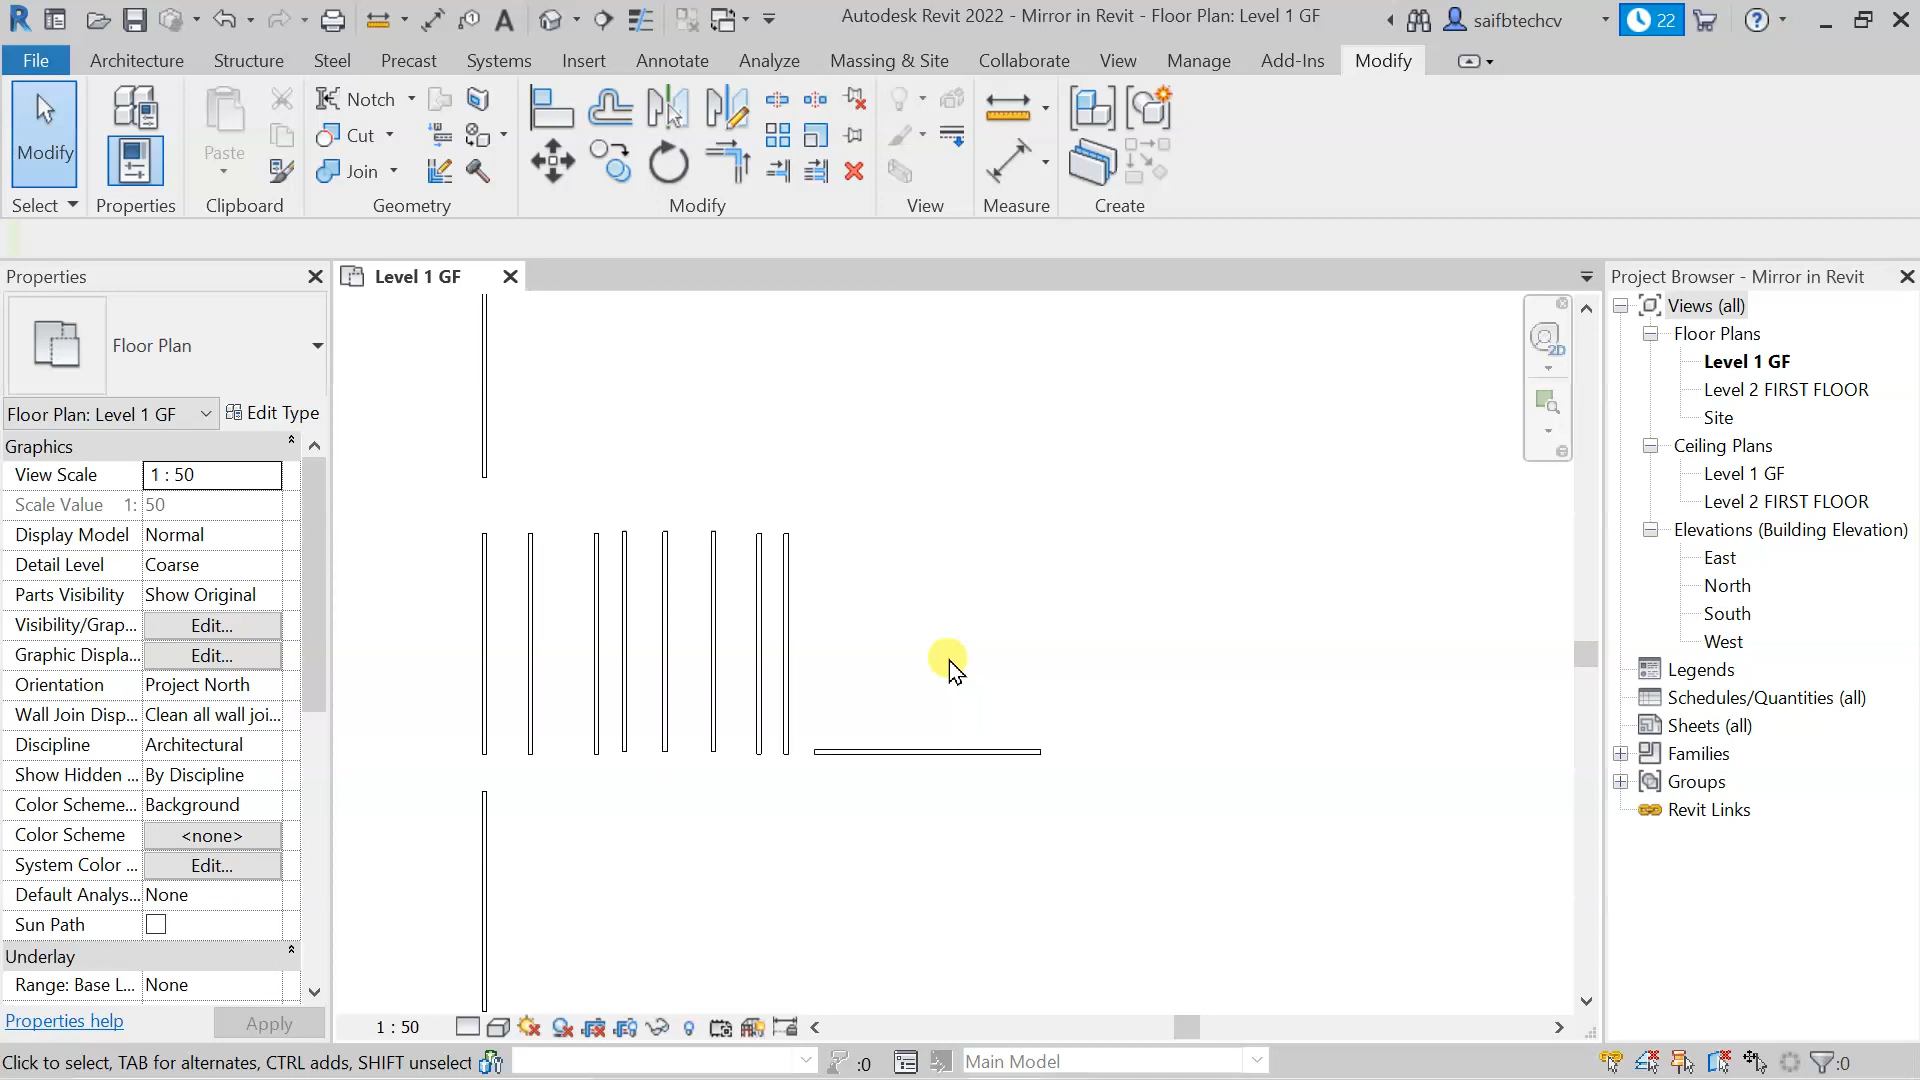 Autodesk Revit 2022 - Mirror in Revit - Floor Plan: Level 1 GF
saifbtechcv
22
File Architecture Structure Steel Precast Systems Insert Annotate Analyze Massing & Site Collaborate View Manage Add-Ins Modify
Modify
Paste
Notch
Cut
Join
Select Properties Clipboard Geometry Modify View Measure Create
Properties
Floor Plan
Floor Plan: Level 1 GF
Edit Type
Graphics
View Scale 1 : 50
Scale Value 1: 50
Display Model Normal
Detail Level Coarse
Parts Visibility Show Original
Visibility/Grap... Edit...
Graphic Displa... Edit...
Orientation Project North
Wall Join Disp... Clean all wall joi...
Discipline Architectural
Show Hidden ... By Discipline
Color Scheme... Background
Color Scheme <none>
System Color ... Edit...
Default Analys... None
Sun Path
Underlay
Range: Base L... None
Properties help
Apply
Level 1 GF
2D
1 : 50
Project Browser - Mirror in Revit
Views (all)
Floor Plans
Level 1 GF
Level 2 FIRST FLOOR
Site
Ceiling Plans
Level 1 GF
Level 2 FIRST FLOOR
Elevations (Building Elevation)
East
North
South
West
Legends
Schedules/Quantities (all)
Sheets (all)
Families
Groups
Revit Links
Click to select, TAB for alternates, CTRL adds, SHIFT unselect
:0
Main Model
:0